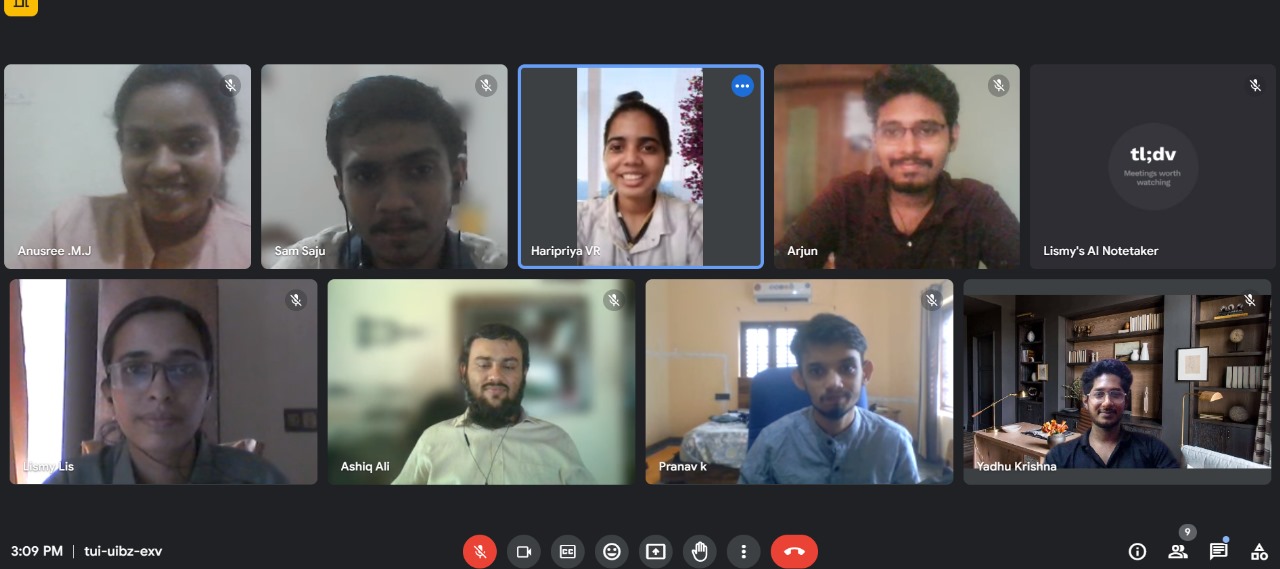 Anusree .M.J
Sam Saju
Haripriya VR
Arjun
tl;dv
Meetings worth
watching
Lismy's AI Notetaker
Lismy Lis
Ashiq Ali
Pranav k
Yadhu Krishna
3:09 PM | tui-uibz-exv
CC
9